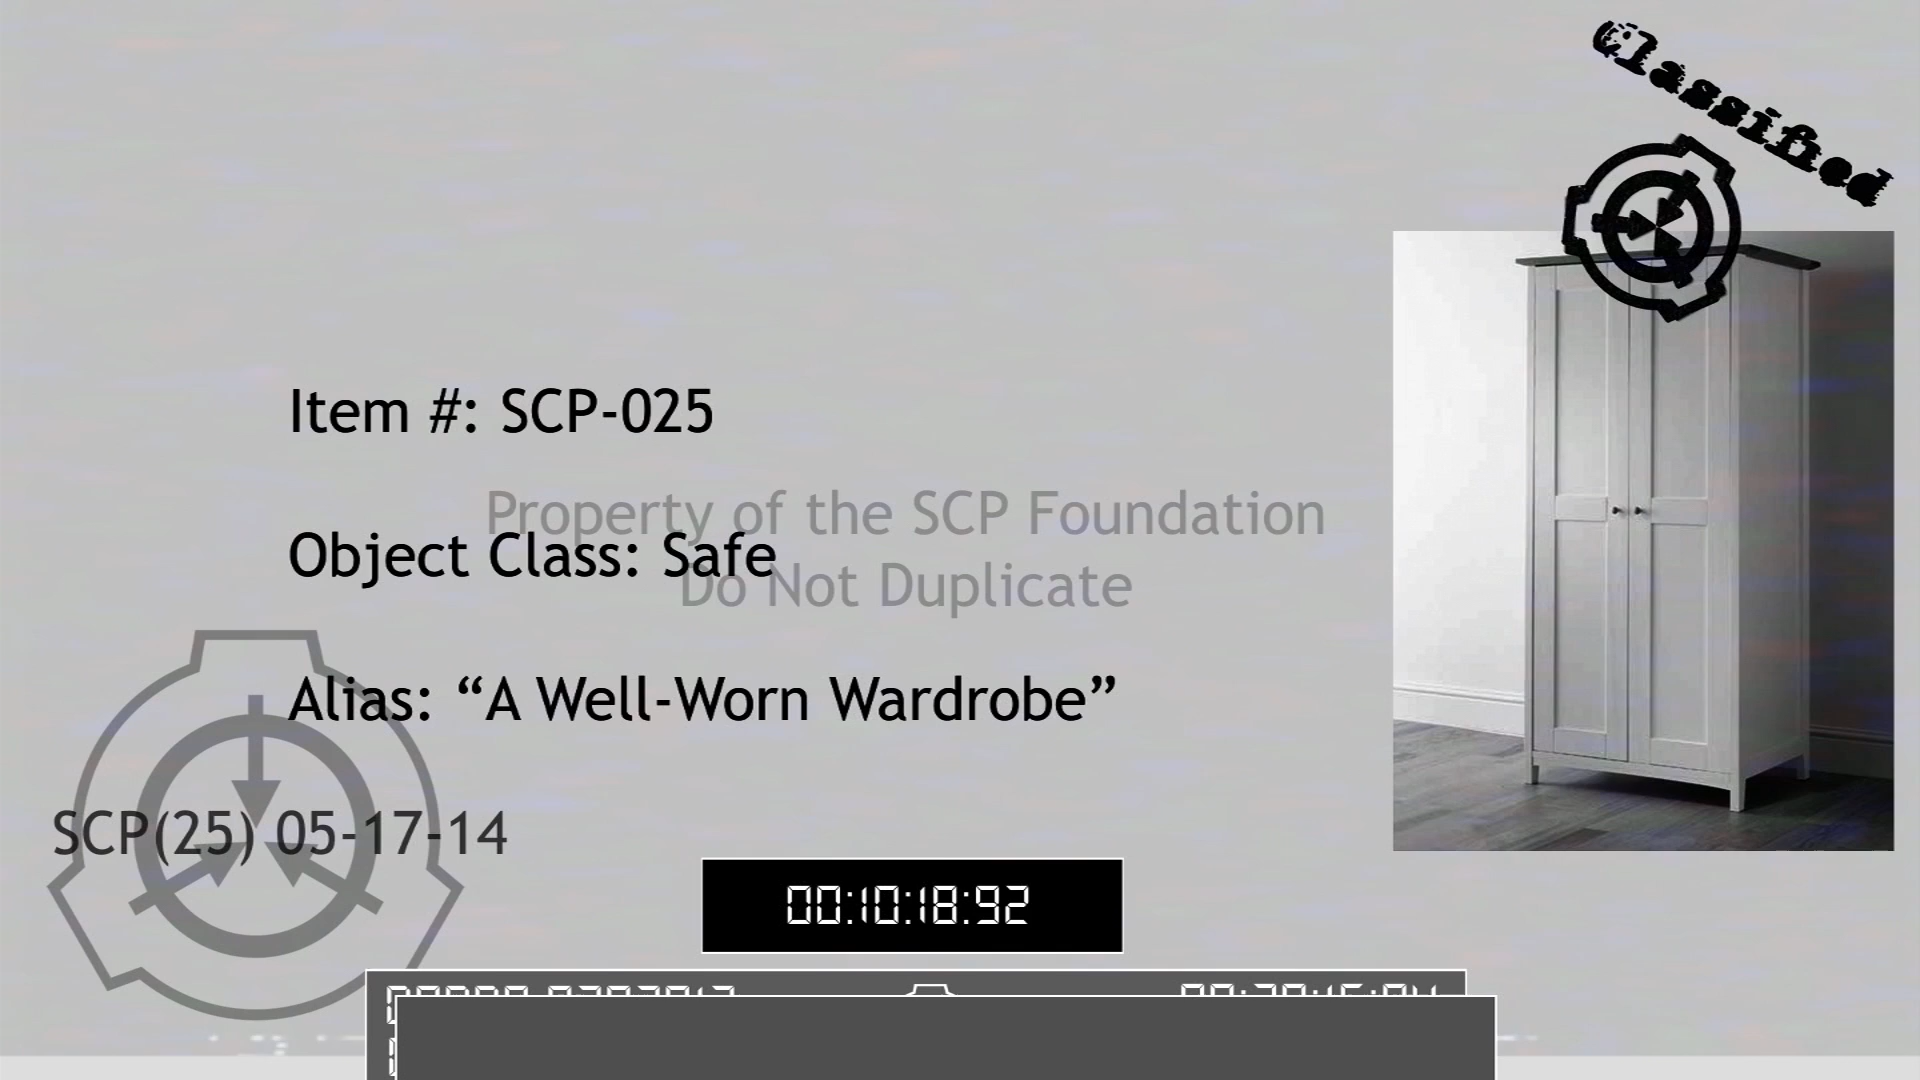 Classified
Item #: SCP-025
Property of the SCP Foundation
Object Class: Safe
Do Not Duplicate
Alias: “A Well-Worn Wardrobe”
SCP(25) 05-17-14
00:10:18:92